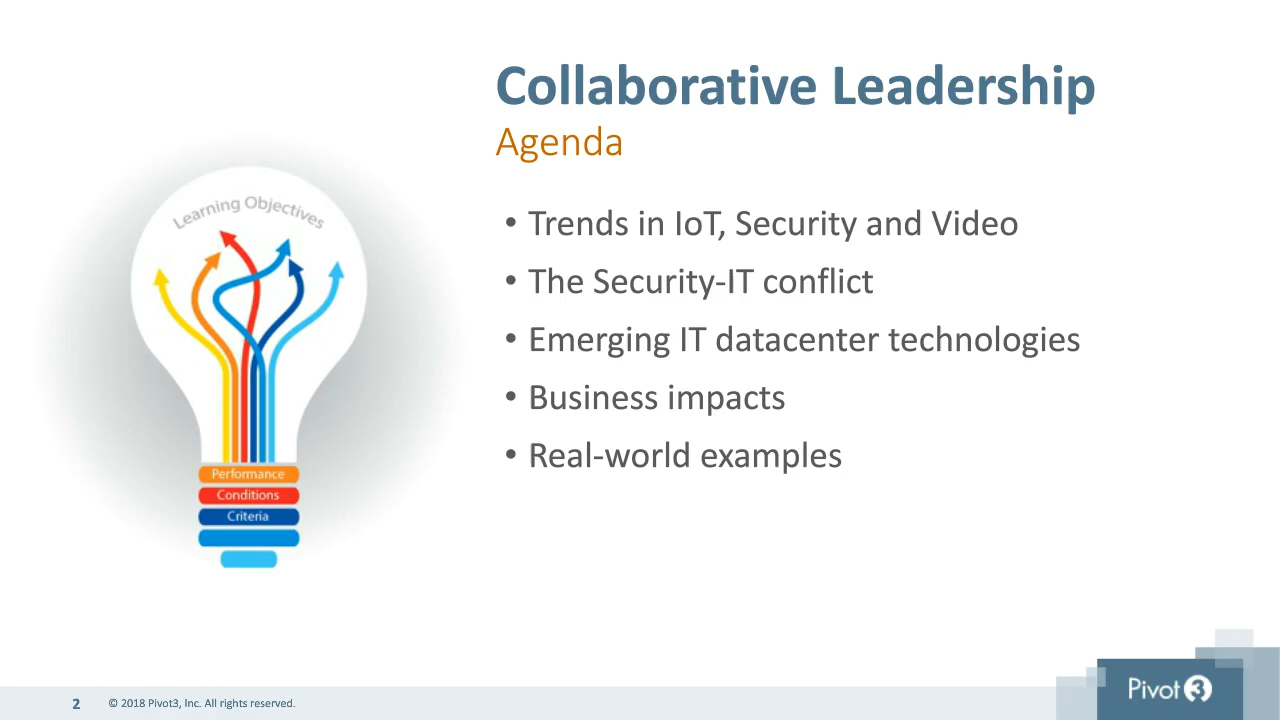 Collaborative Leadership
Agenda
Learning Objectives
• Trends in IoT, Security and Video
• The Security-IT conflict
• Emerging IT datacenter technologies
• Business impacts
• Real-world examples
Performance
Conditions
Criteria
2 © 2018 Pivot3, Inc. All rights reserved.
Pivot3